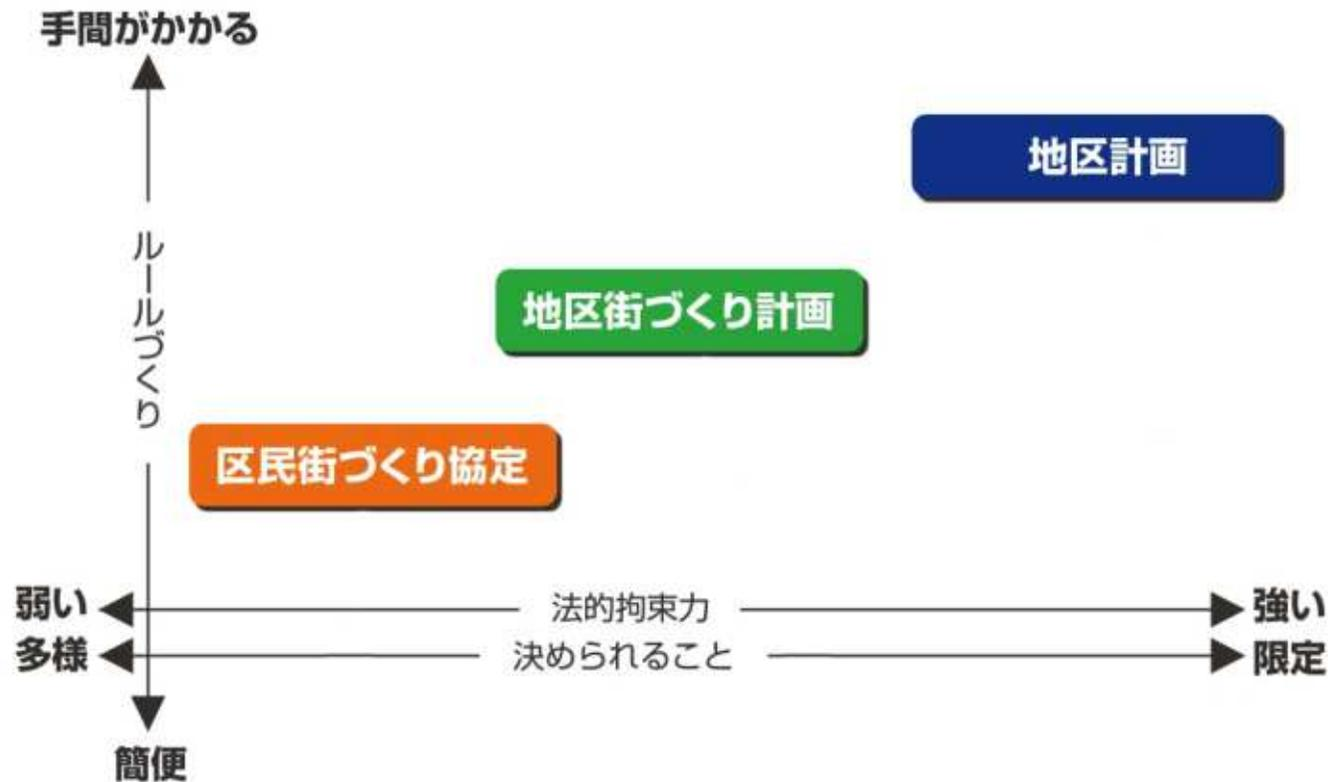 手間がかかる
地区計画
ルールづくり
地区街づくり計画
区民街づくり協定
弱い 法的拘束力 強い
多様 決められること 限定
簡便